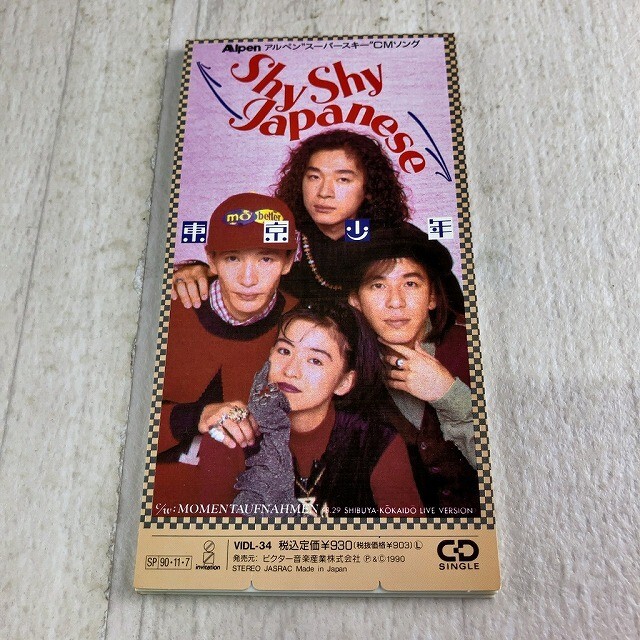 Alpen アルペン"スーパースキー"CMソング
Shy Shy
Japanese
mo' better
東京少年
c/w: MOMENTAUFNAHMEN 8.29 SHIBUYA-KŌKAIDO LIVE VERSION
SP 90・11・7
invitation
VIDL-34 税込定価¥930(税抜価格¥903) Ⓛ
発売元: ビクター音楽産業株式会社 Ⓟ&Ⓒ1990
STEREO JASRAC Made in Japan
CD
SINGLE